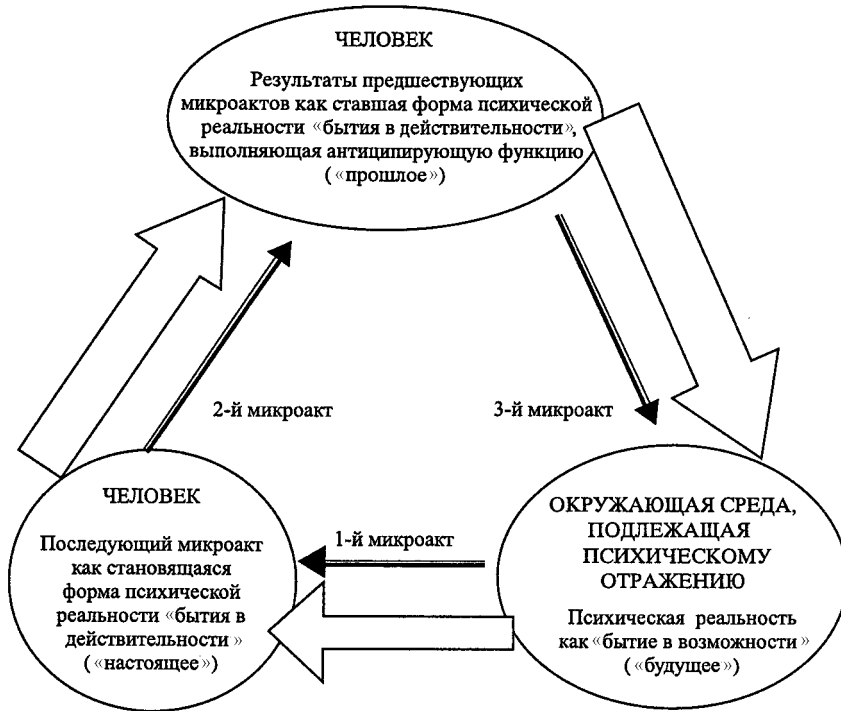 ЧЕЛОВЕК
Результаты предшествующих
микроактов как ставшая форма психической
реальности «бытия в действительности»,
выполняющая антиципирующую функцию
(«прошлое»)
2-й микроакт
3-й микроакт
ЧЕЛОВЕК
Последующий микроакт
как становящаяся
форма психической
реальности «бытия в
действительности»
(«настоящее»)
1-й микроакт
ОКРУЖАЮЩАЯ СРЕДА,
ПОДЛЕЖАЩАЯ
ПСИХИЧЕСКОМУ
ОТРАЖЕНИЮ
Психическая реальность
как «бытие в возможности»
(«будущее»)